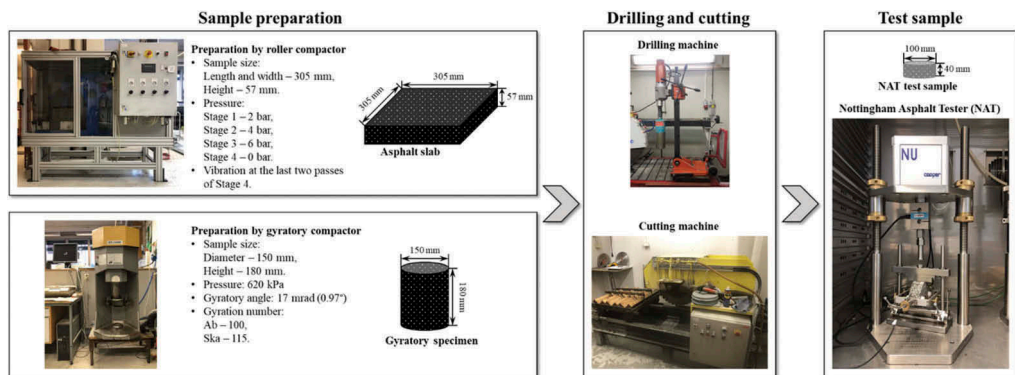 Sample preparation
Preparation by roller compactor
• Sample size:
Length and width – 305 mm,
Height – 57 mm.
• Pressure:
Stage 1 – 2 bar,
Stage 2 – 4 bar,
Stage 3 – 6 bar,
Stage 4 – 0 bar.
• Vibration at the last two passes
of Stage 4.
305 mm
305 mm
57 mm
Asphalt slab
Preparation by gyratory compactor
• Sample size:
Diameter – 150 mm,
Height – 180 mm.
• Pressure: 620 kPa
• Gyratory angle: 17 mrad (0.97°)
• Gyration number:
Ab – 100,
Ska – 115.
150 mm
180 mm
Gyratory specimen
Drilling and cutting
Drilling machine
Cutting machine
Test sample
100 mm
40 mm
NAT test sample
Nottingham Asphalt Tester (NAT)
NU
cooper